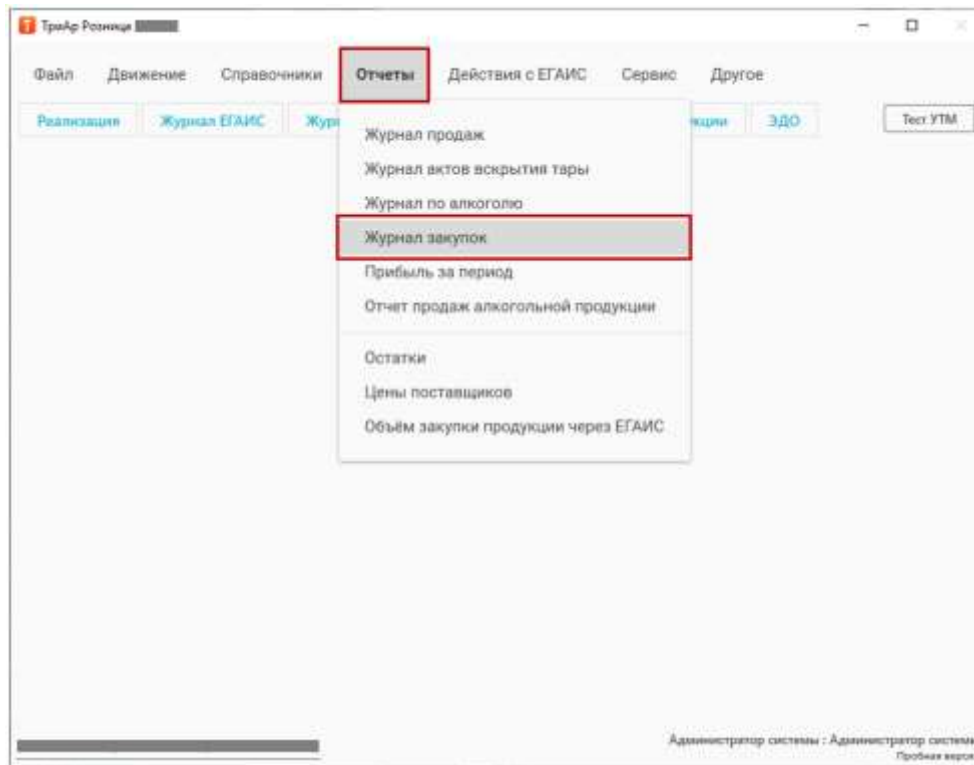 ТриАр Розница
Файл Движение Справочники Отчеты Действия с ЕГАИС Сервис Другое
Реализация Журнал ЕГАИС ЭДО Тест УТМ
Журнал продаж
Журнал актов вскрытия тары
Журнал по алкоголю
Журнал закупок
Прибыль за период
Отчет продаж алкогольной продукции
Остатки
Цены поставщиков
Объём закупки продукции через ЕГАИС
Администратор системы : Администратор системы
Пробная версия